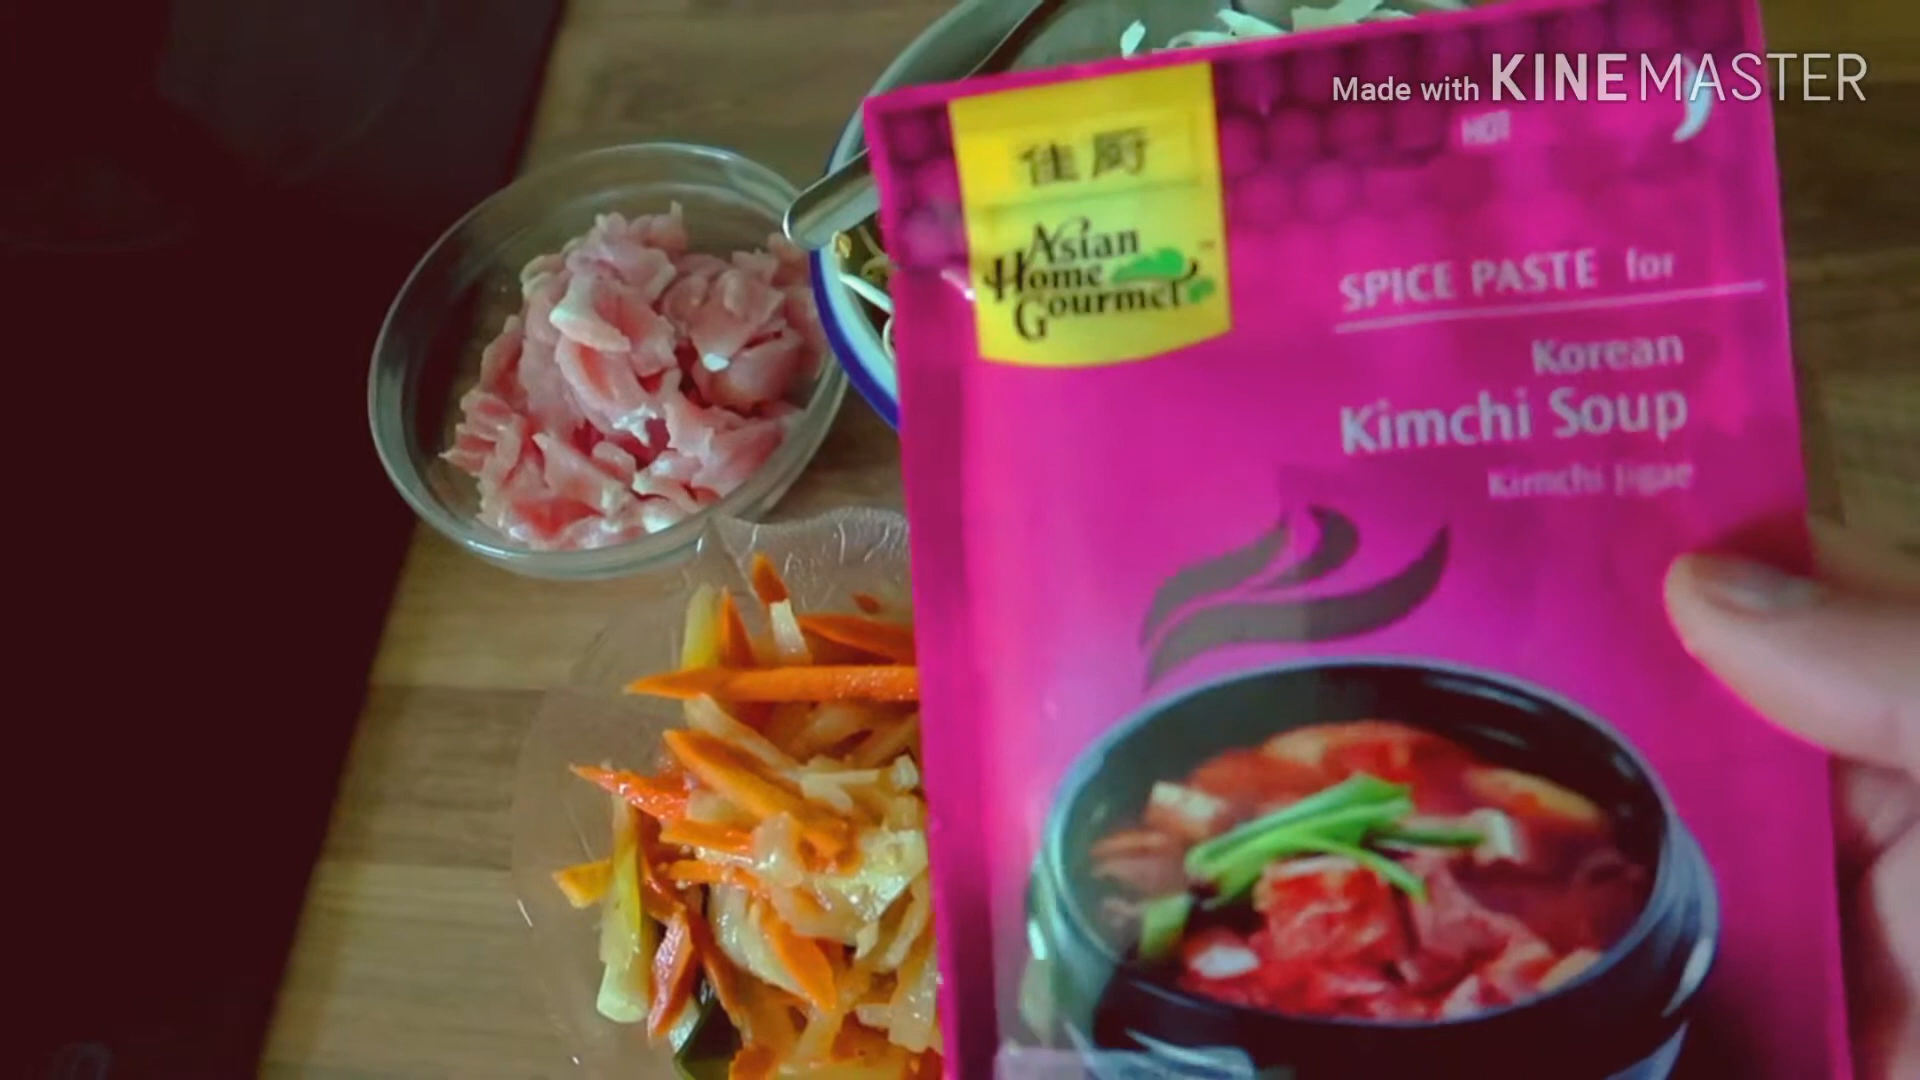 Made with KINEMASTER
HOT
佳厨
Asian
Home
Gourmet
SPICE PASTE for
Korean
Kimchi Soup
Kimchi Jigae